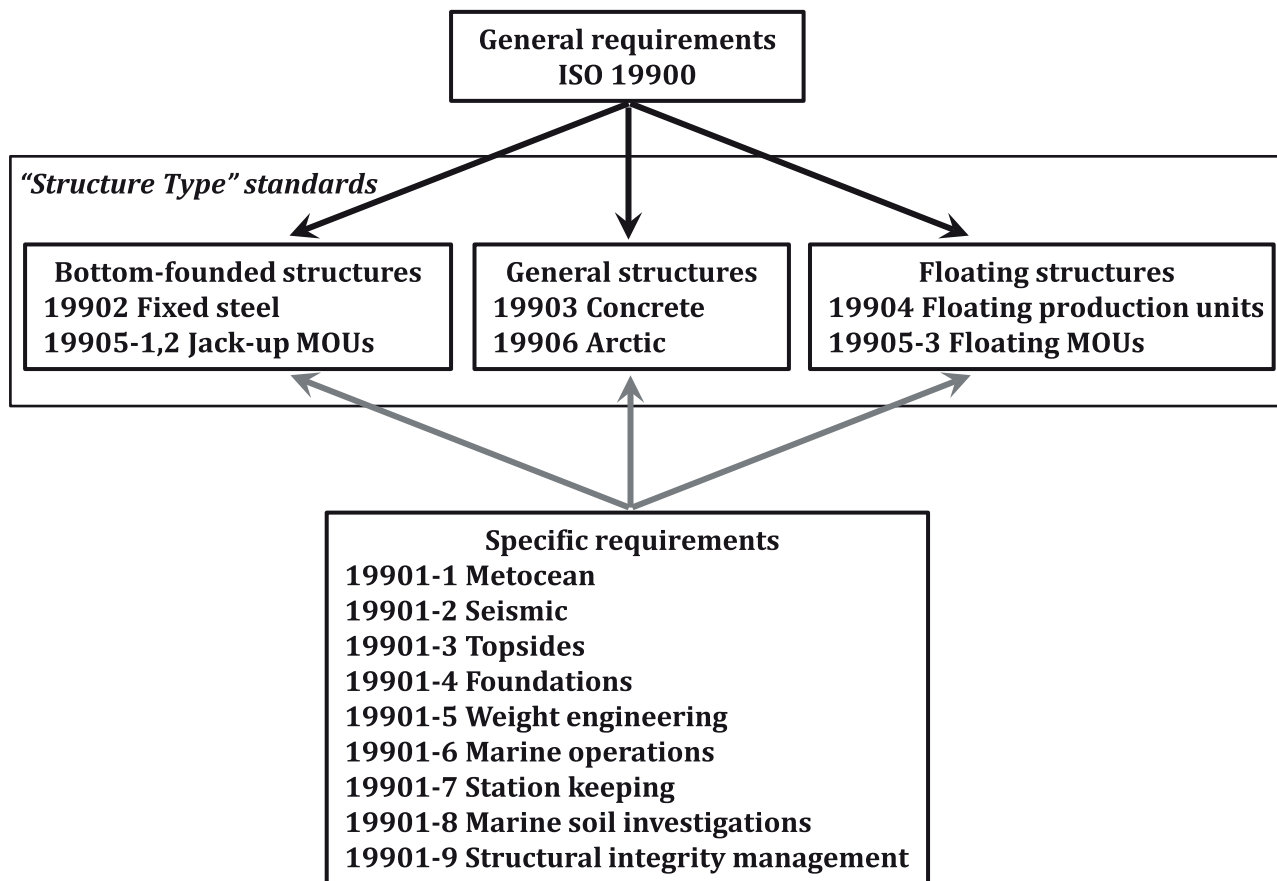 General requirements
ISO 19900
“Structure Type” standards
Bottom-founded structures
19902 Fixed steel
19905-1,2 Jack-up MOUs
General structures
19903 Concrete
19906 Arctic
Floating structures
19904 Floating production units
19905-3 Floating MOUs
Specific requirements
19901-1 Metocean
19901-2 Seismic
19901-3 Topsides
19901-4 Foundations
19901-5 Weight engineering
19901-6 Marine operations
19901-7 Station keeping
19901-8 Marine soil investigations
19901-9 Structural integrity management